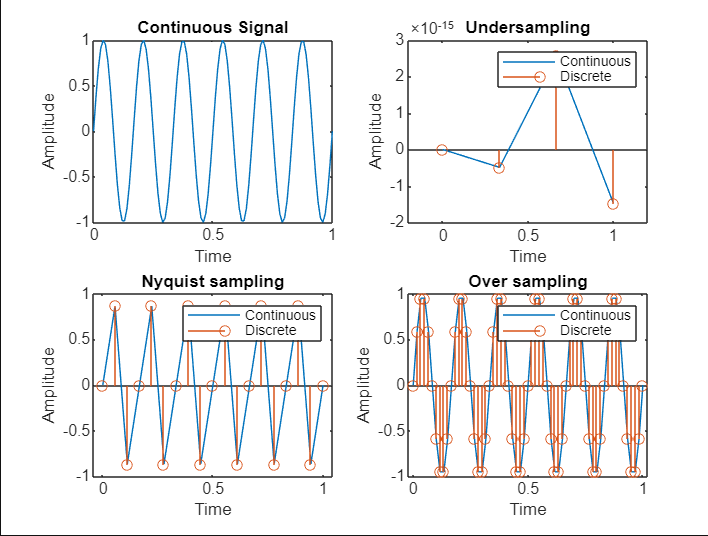 Continuous Signal
1
0.5
0
-0.5
-1
0
0.5
1
Amplitude
Time
×10⁻¹⁵
Undersampling
3
2
1
0
-1
-2
0
0.5
1
Amplitude
Time
Continuous
Discrete
Nyquist sampling
1
0.5
0
-0.5
-1
0
0.5
1
Amplitude
Time
Continuous
Discrete
Over sampling
1
0.5
0
-0.5
-1
0
0.5
1
Amplitude
Time
Continuous
Discrete